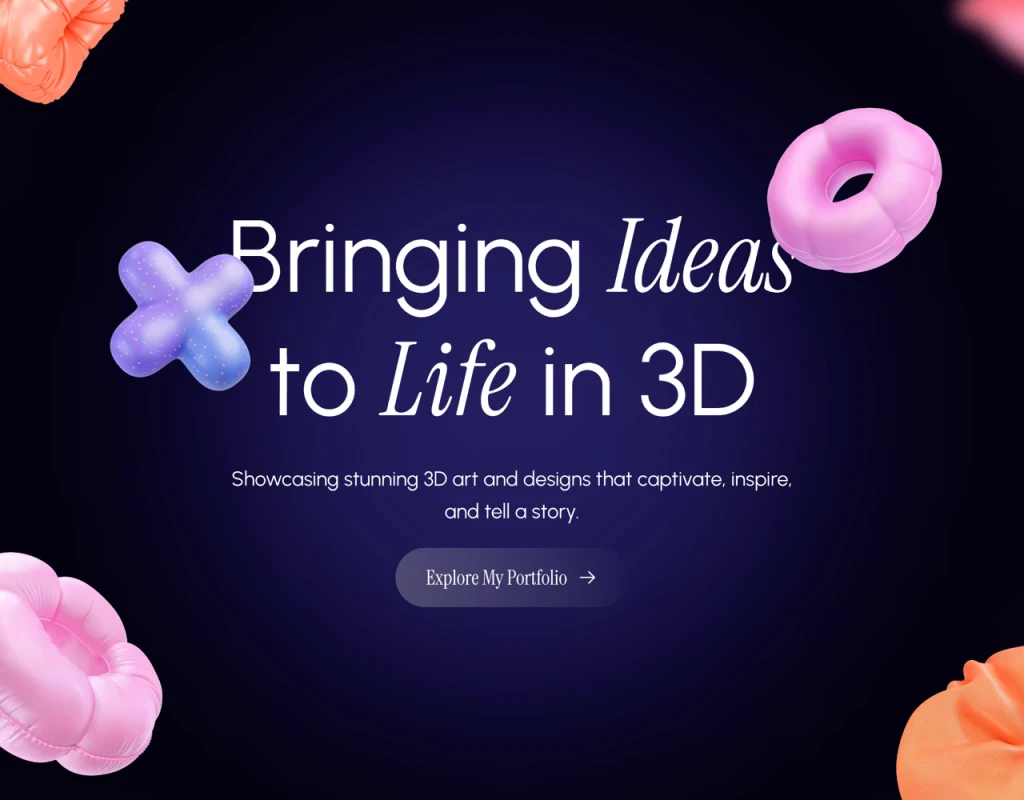 Bringing Ideas
to Life in 3D
Showcasing stunning 3D art and designs that captivate, inspire,
and tell a story.
Explore My Portfolio →